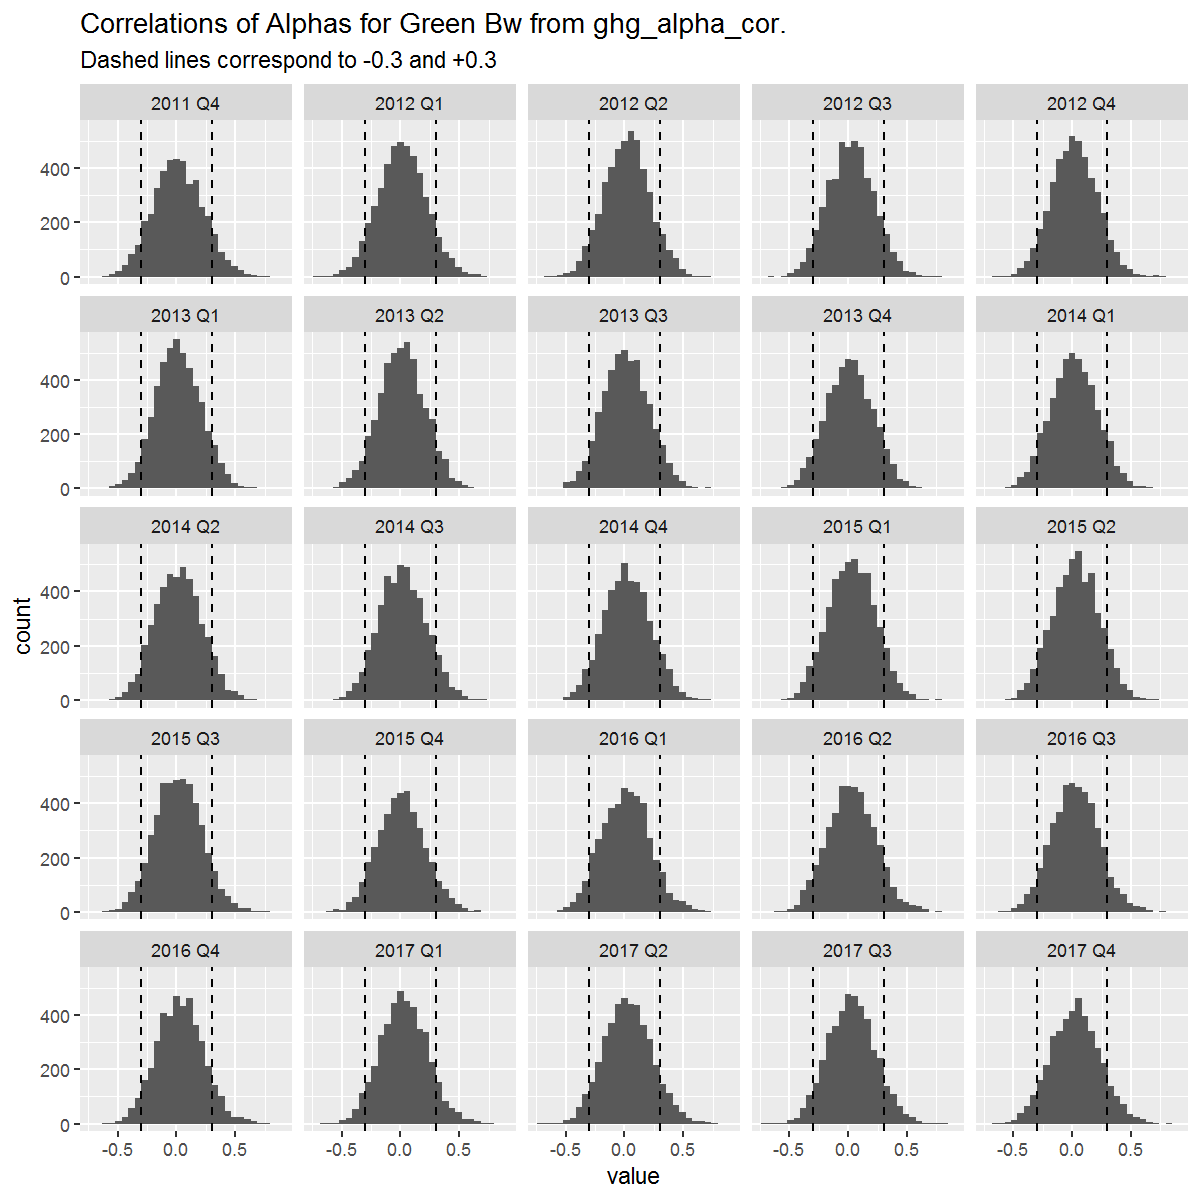 Correlations of Alphas for Green Bw from ghg_alpha_cor.
Dashed lines correspond to -0.3 and +0.3
2011 Q4 2012 Q1 2012 Q2 2012 Q3 2012 Q4
400
200
0
2013 Q1 2013 Q2 2013 Q3 2013 Q4 2014 Q1
400
200
0
2014 Q2 2014 Q3 2014 Q4 2015 Q1 2015 Q2
400
200
0
count
2015 Q3 2015 Q4 2016 Q1 2016 Q2 2016 Q3
400
200
0
2016 Q4 2017 Q1 2017 Q2 2017 Q3 2017 Q4
400
200
0
-0.5 0.0 0.5 -0.5 0.0 0.5 -0.5 0.0 0.5 -0.5 0.0 0.5 -0.5 0.0 0.5
value